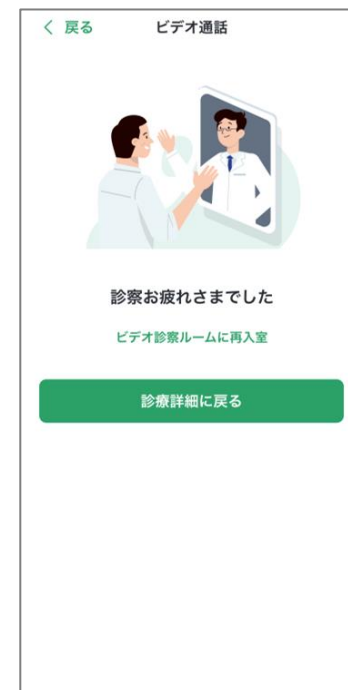 戻る ビデオ通話
診察お疲れさまでした
ビデオ診察ルームに再入室
診療詳細に戻る